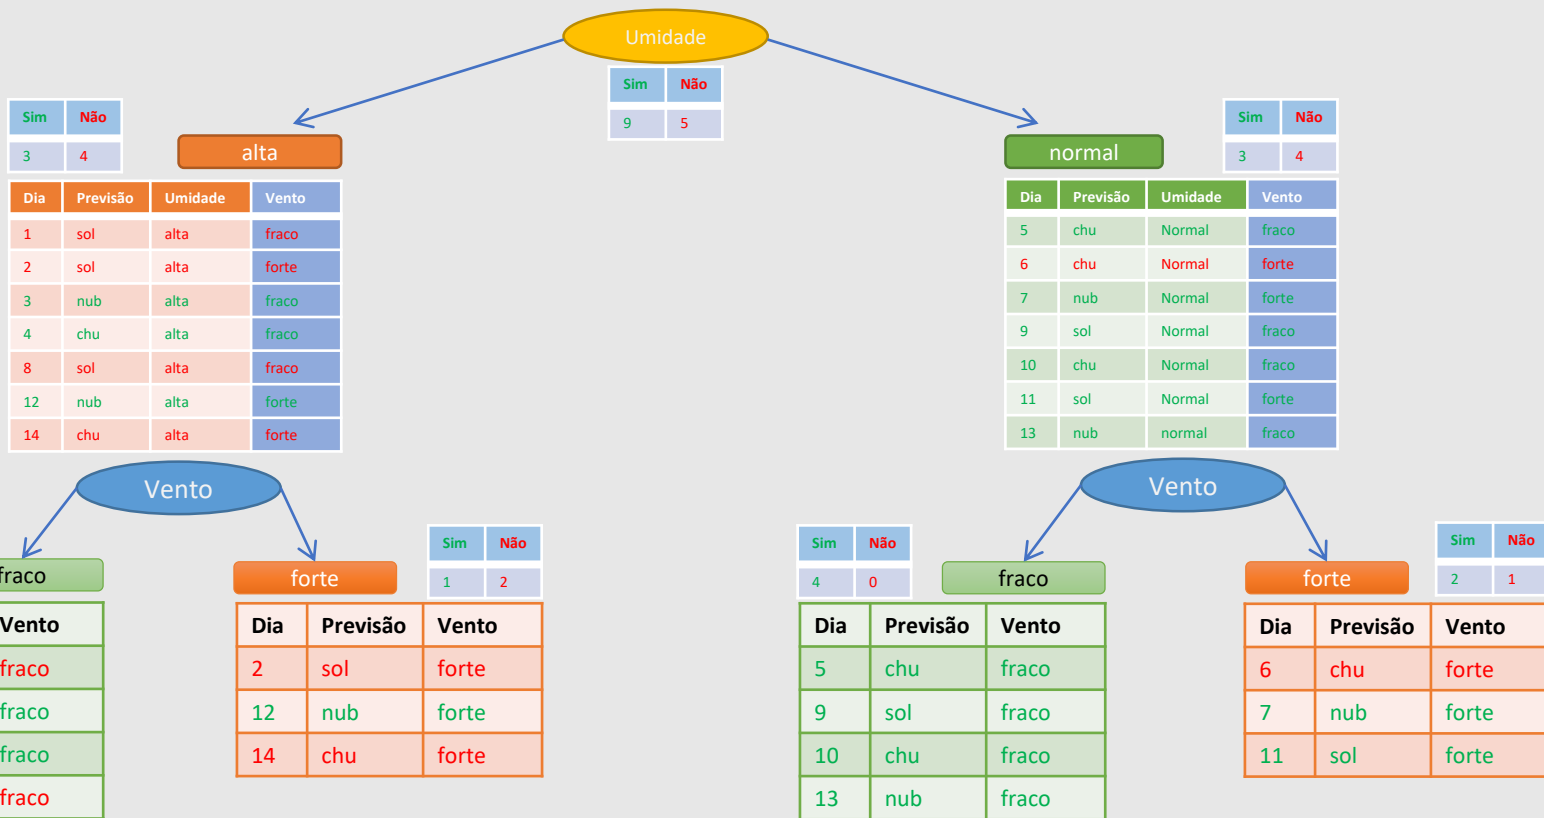 Umidade
Sim Não
9 5
Sim Não
3 4
alta
Dia Previsão Umidade Vento
1 sol alta fraco
2 sol alta forte
3 nub alta fraco
4 chu alta fraco
8 sol alta fraco
12 nub alta forte
14 chu alta forte
normal
Sim Não
3 4
Dia Previsão Umidade Vento
5 chu Normal fraco
6 chu Normal forte
7 nub Normal forte
9 sol Normal fraco
10 chu Normal fraco
11 sol Normal forte
13 nub normal fraco
Vento
fraco
Vento
fraco
fraco
fraco
fraco
forte
Sim Não
1 2
Dia Previsão Vento
2 sol forte
12 nub forte
14 chu forte
Vento
Sim Não
4 0
fraco
Dia Previsão Vento
5 chu fraco
9 sol fraco
10 chu fraco
13 nub fraco
forte
Sim Não
2 1
Dia Previsão Vento
6 chu forte
7 nub forte
11 sol forte